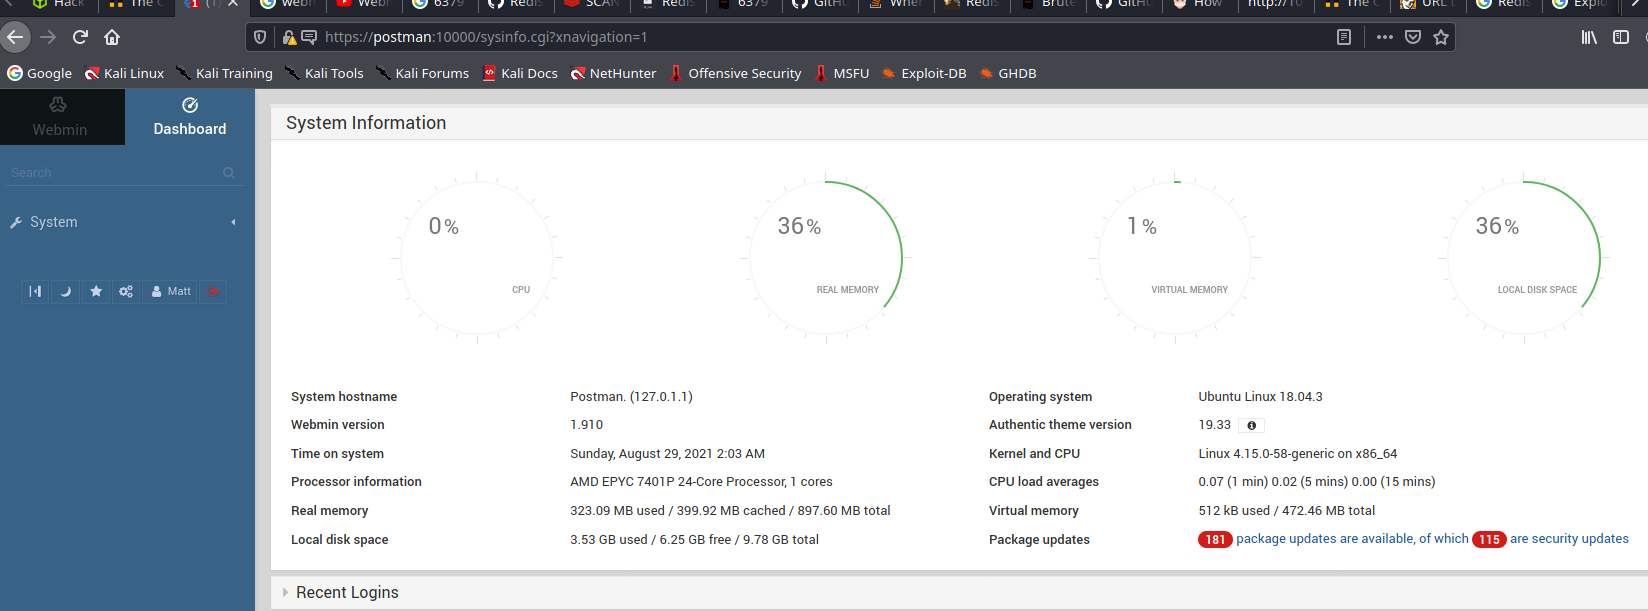 Hack The C (1) webm Webm 6379 Redis SCAN Redis 6379 GitHu When Redis Brute GitHu How http://10 The C URL D Redis Explo
https://postman:10000/sysinfo.cgi?xnavigation=1
Google Kali Linux Kali Training Kali Tools Kali Forums Kali Docs NetHunter Offensive Security MSFU Exploit-DB GHDB
Webmin Dashboard
System Information
Search
0% 36% 1% 36%
System
CPU REAL MEMORY VIRTUAL MEMORY LOCAL DISK SPACE
Matt
System hostname Postman. (127.0.1.1) Operating system Ubuntu Linux 18.04.3
Webmin version 1.910 Authentic theme version 19.33
Time on system Sunday, August 29, 2021 2:03 AM Kernel and CPU Linux 4.15.0-58-generic on x86_64
Processor information AMD EPYC 7401P 24-Core Processor, 1 cores CPU load averages 0.07 (1 min) 0.02 (5 mins) 0.00 (15 mins)
Real memory 323.09 MB used / 399.92 MB cached / 897.60 MB total Virtual memory 512 kB used / 472.46 MB total
Local disk space 3.53 GB used / 6.25 GB free / 9.78 GB total Package updates 181 package updates are available, of which 115 are security updates
Recent Logins